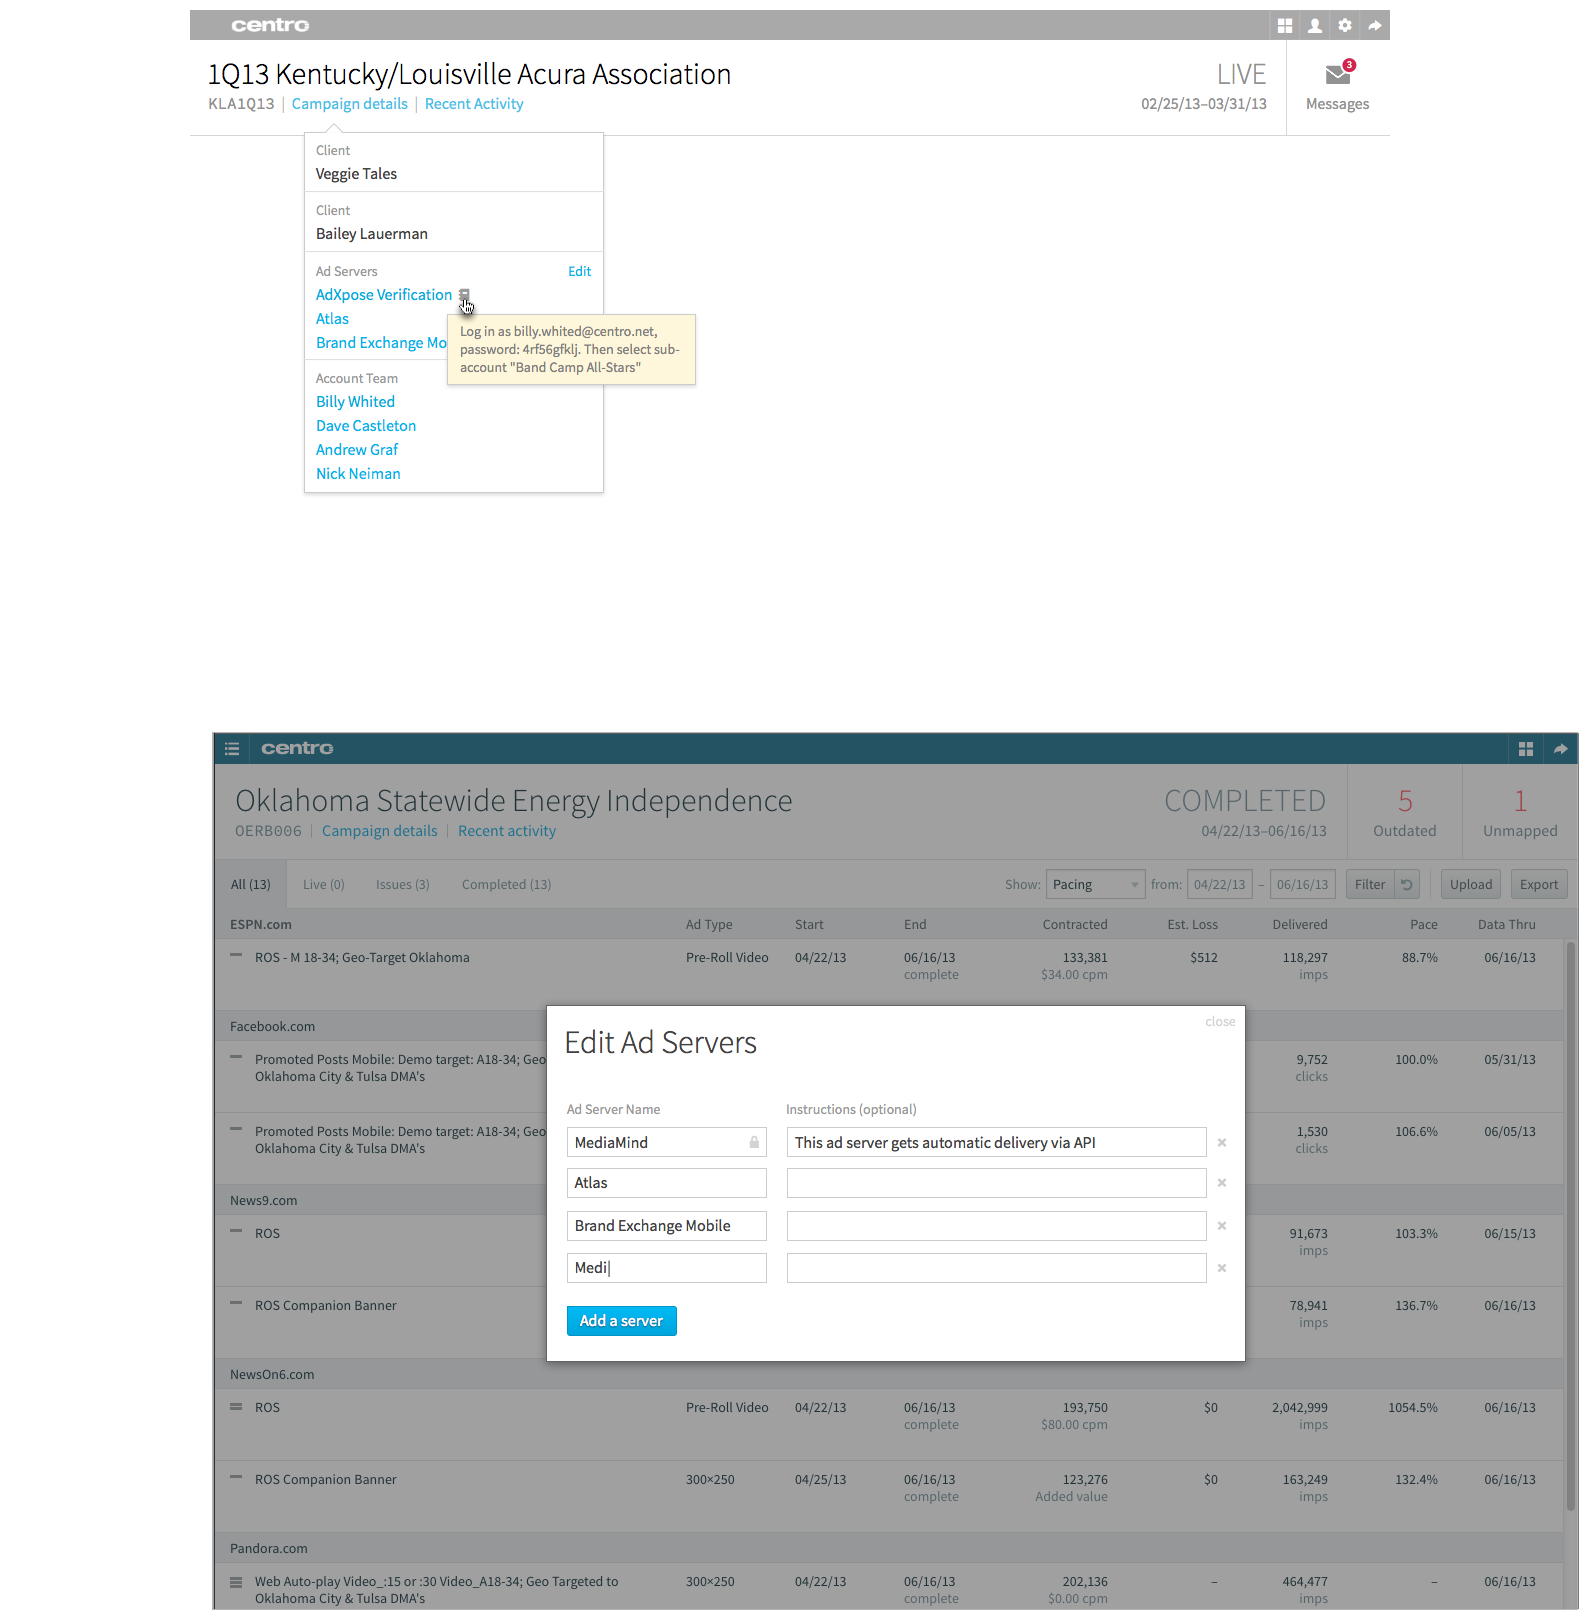 centro
1Q13 Kentucky/Louisville Acura Association
LIVE
3
KLA1Q13 | Campaign details | Recent Activity
02/25/13–03/31/13
Messages
Client
Veggie Tales
Client
Bailey Lauerman
Ad Servers
Edit
AdXpose Verification
Atlas
Brand Exchange Mo
Log in as billy.whited@centro.net,
password: 4rf56gfklj. Then select sub-
account "Band Camp All-Stars"
Account Team
Billy Whited
Dave Castleton
Andrew Graf
Nick Neiman
centro
Oklahoma Statewide Energy Independence
COMPLETED
5
1
OERB006 | Campaign details | Recent activity
04/22/13–06/16/13
Outdated
Unmapped
All (13) Live (0) Issues (3) Completed (13)
Show: Pacing from: 04/22/13 – 06/16/13 Filter Upload Export
ESPN.com Ad Type Start End Contracted Est. Loss Delivered Pace Data Thru
ROS - M 18-34; Geo-Target Oklahoma Pre-Roll Video 04/22/13 06/16/13 133,381 $512 118,297 88.7% 06/16/13
complete $34.00 cpm imps
Facebook.com
Promoted Posts Mobile: Demo target: A18-34; Geo 9,752 100.0% 05/31/13
Oklahoma City & Tulsa DMA's clicks
Promoted Posts Mobile: Demo target: A18-34; Geo 1,530 106.6% 06/05/13
Oklahoma City & Tulsa DMA's clicks
News9.com
ROS 91,673 103.3% 06/15/13
imps
ROS Companion Banner 78,941 136.7% 06/16/13
imps
close
Edit Ad Servers
Ad Server Name Instructions (optional)
MediaMind This ad server gets automatic delivery via API
Atlas
Brand Exchange Mobile
Medi
Add a server
NewsOn6.com
ROS Pre-Roll Video 04/22/13 06/16/13 193,750 $0 2,042,999 1054.5% 06/16/13
complete $80.00 cpm imps
ROS Companion Banner 300×250 04/25/13 06/16/13 123,276 $0 163,249 132.4% 06/16/13
complete Added value imps
Pandora.com
Web Auto-play Video_:15 or :30 Video_A18-34; Geo Targeted to 300×250 04/22/13 06/16/13 202,136 – 464,477 – 06/16/13
Oklahoma City & Tulsa DMA's complete $0.00 cpm imps